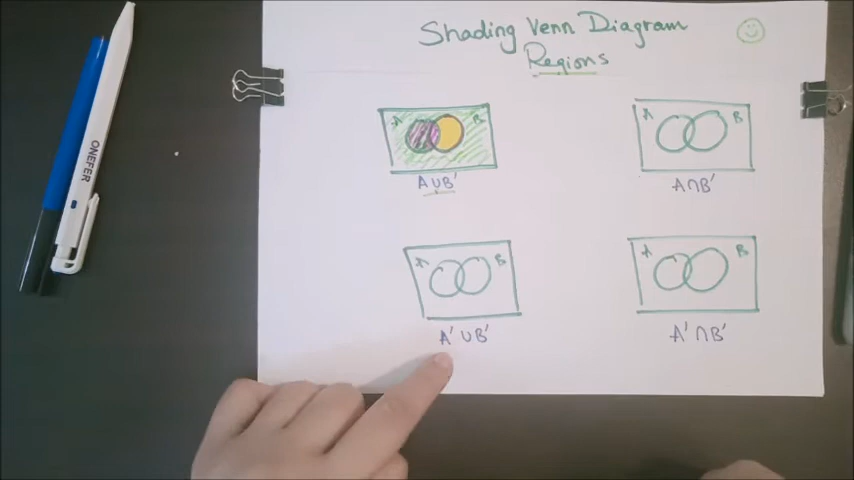 Shading Venn Diagram
Regions
A B
A∪B'
A B
A∩B'
A B
A'∪B'
A B
A'∩B'
ONEFER